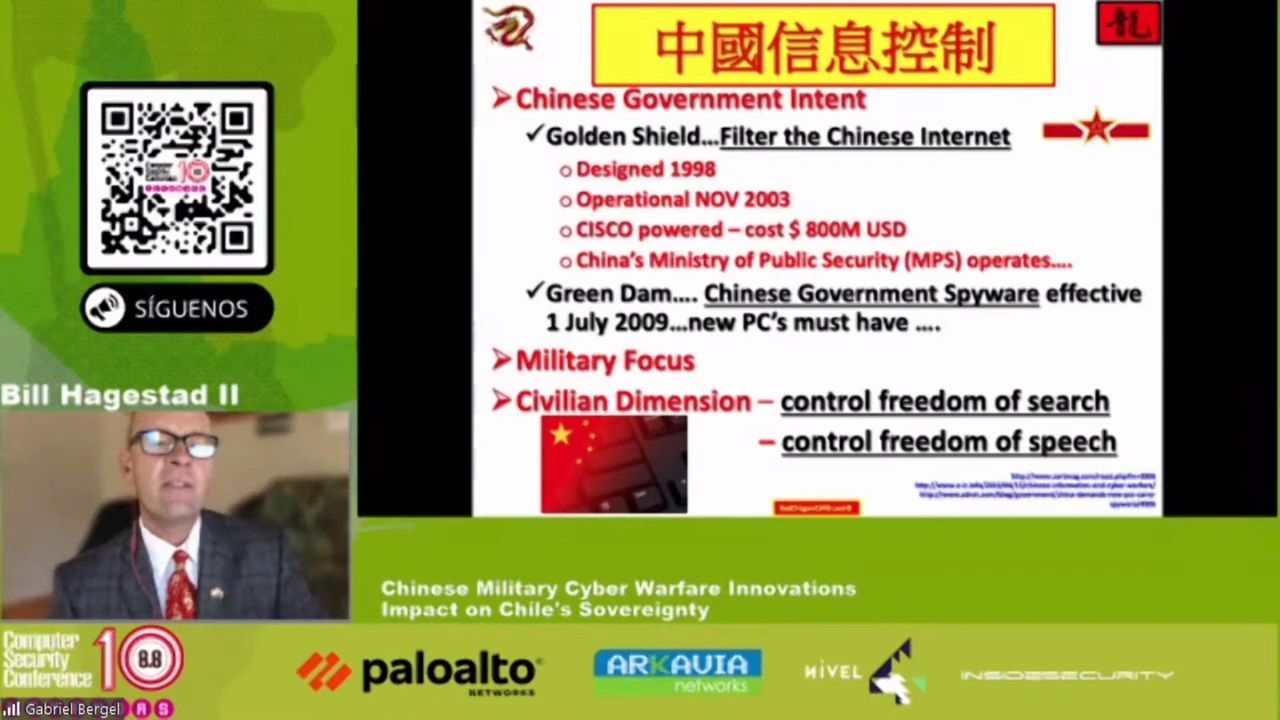 中國信息控制
龍
➢Chinese Government Intent
✓Golden Shield...Filter the Chinese Internet
o Designed 1998
o Operational NOV 2003
o CISCO powered – cost $ 800M USD
o China's Ministry of Public Security (MPS) operates....
✓Green Dam.... Chinese Government Spyware effective
1 July 2009...new PC's must have ....
➢Military Focus
➢Civilian Dimension – control freedom of search
– control freedom of speech
SÍGUENOS
Bill Hagestad II
Chinese Military Cyber Warfare Innovations
Impact on Chile's Sovereignty
Computer
Security
Conference
10
8.8
paloalto
NETWORKS
ARKAVIA
networks
NIVEL
4
INSIDESECURITY
A S
Gabriel Bergel